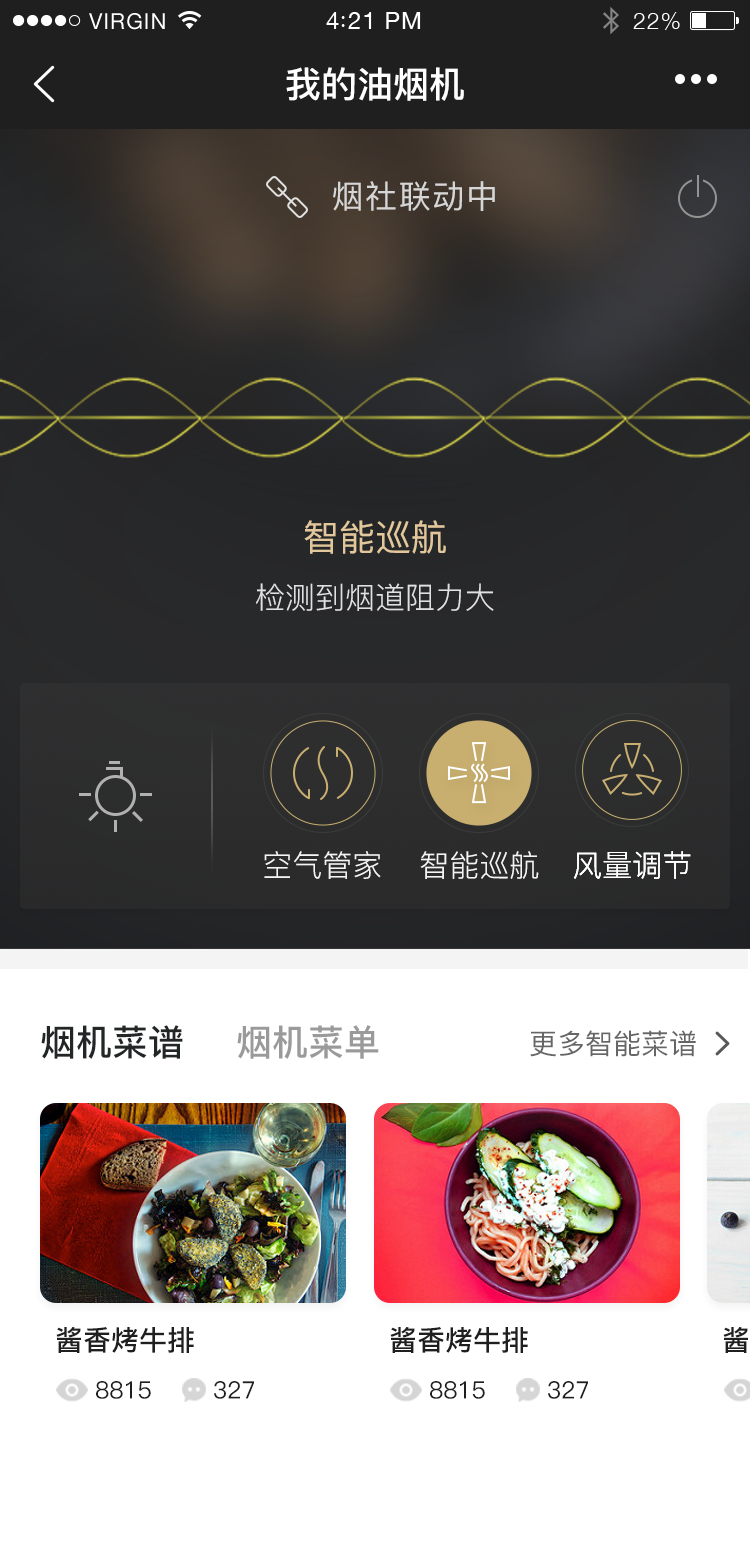 VIRGIN 4:21 PM 22%
我的油烟机
烟社联动中
智能巡航
检测到烟道阻力大
空气管家 智能巡航 风量调节
烟机菜谱 烟机菜单 更多智能菜谱
酱香烤牛排 酱香烤牛排 酱
8815 327 8815 327